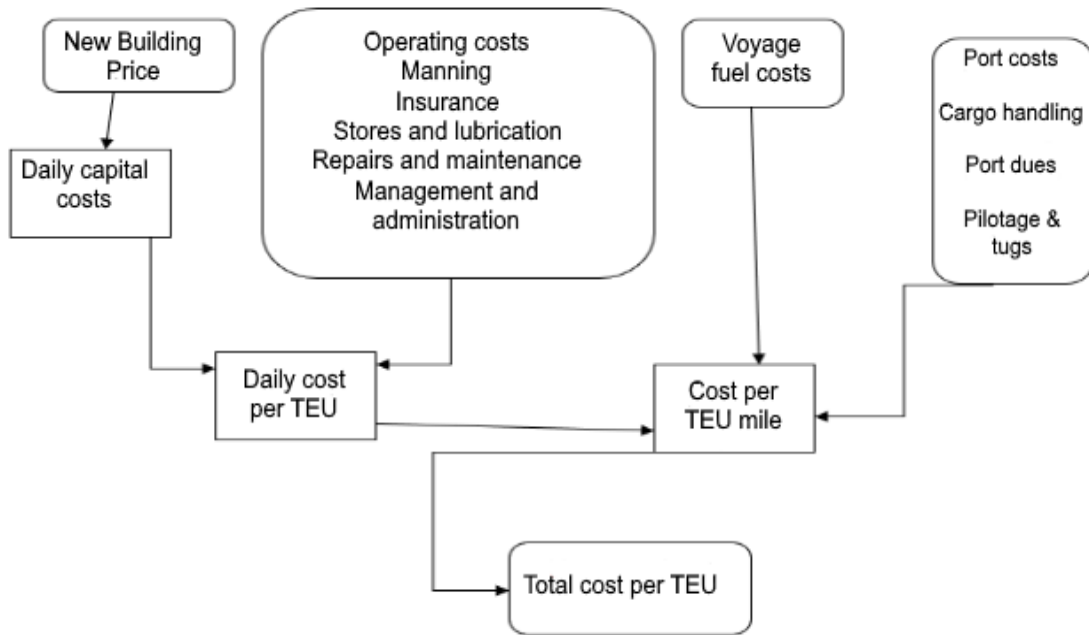 New Building
Price
Operating costs
Manning
Insurance
Stores and lubrication
Repairs and maintenance
Management and
administration
Voyage
fuel costs
Port costs
Cargo handling
Port dues
Pilotage &
tugs
Daily capital
costs
Daily cost
per TEU
Cost per
TEU mile
Total cost per TEU